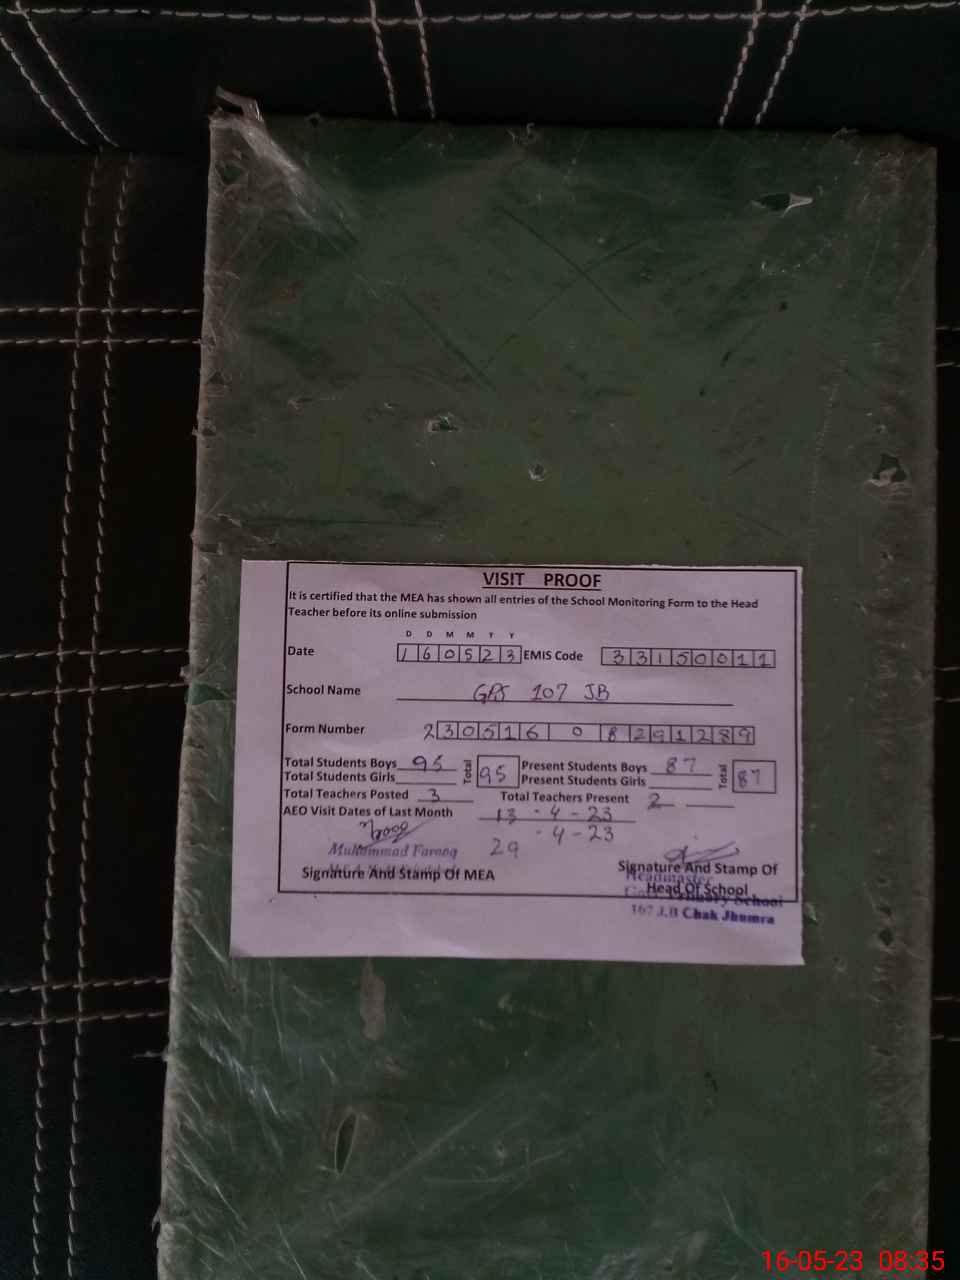 VISIT PROOF
It is certified that the MEA has shown all entries of the School Monitoring Form to the Head
Teacher before its online submission
D D M M Y Y
Date 1 6 0 5 2 3 EMIS Code 3 3 1 5 0 0 1 1
School Name GPS 107 JB
Form Number 2 3 0 5 1 6 0 8 2 9 1 2 8 9
Total Students Boys 95 Total 95 Present Students Boys 87 Total 87
Total Students Girls Present Students Girls
Total Teachers Posted 3 Total Teachers Present 2
AEO Visit Dates of Last Month 13 - 4 - 23
29 - 4 - 23
Muhammad Farooq
Signature And Stamp Of MEA
Signature And Stamp Of
Headmaster
Head Of School
Primary School
107 J.B Chak Jhumra
16-05-23 08:35